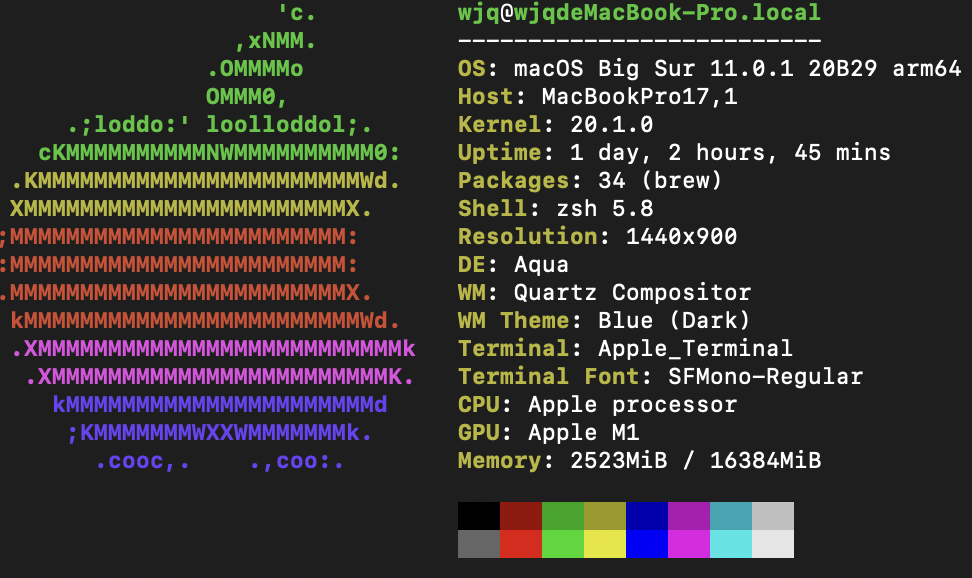 'c.
,xNMM.
.OMMMMo
OMMM0,
.;loddo:' loolloddol;.
cKMMMMMMMMMMNWMMMMMMMMMM0:
.KMMMMMMMMMMMMMMMMMMMMMMMWd.
XMMMMMMMMMMMMMMMMMMMMMMMX.
;MMMMMMMMMMMMMMMMMMMMMMMM:
:MMMMMMMMMMMMMMMMMMMMMMMM:
.MMMMMMMMMMMMMMMMMMMMMMMMX.
kMMMMMMMMMMMMMMMMMMMMMMMMWd.
.XMMMMMMMMMMMMMMMMMMMMMMMMMMk
.XMMMMMMMMMMMMMMMMMMMMMMMMK.
kMMMMMMMMMMMMMMMMMMMMMMd
;KMMMMMMMWXXWMMMMMMMk.
.cooc,. .,coo:.
wjq@wjqdeMacBook-Pro.local
--------------------------
OS: macOS Big Sur 11.0.1 20B29 arm64
Host: MacBookPro17,1
Kernel: 20.1.0
Uptime: 1 day, 2 hours, 45 mins
Packages: 34 (brew)
Shell: zsh 5.8
Resolution: 1440x900
DE: Aqua
WM: Quartz Compositor
WM Theme: Blue (Dark)
Terminal: Apple_Terminal
Terminal Font: SFMono-Regular
CPU: Apple processor
GPU: Apple M1
Memory: 2523MiB / 16384MiB